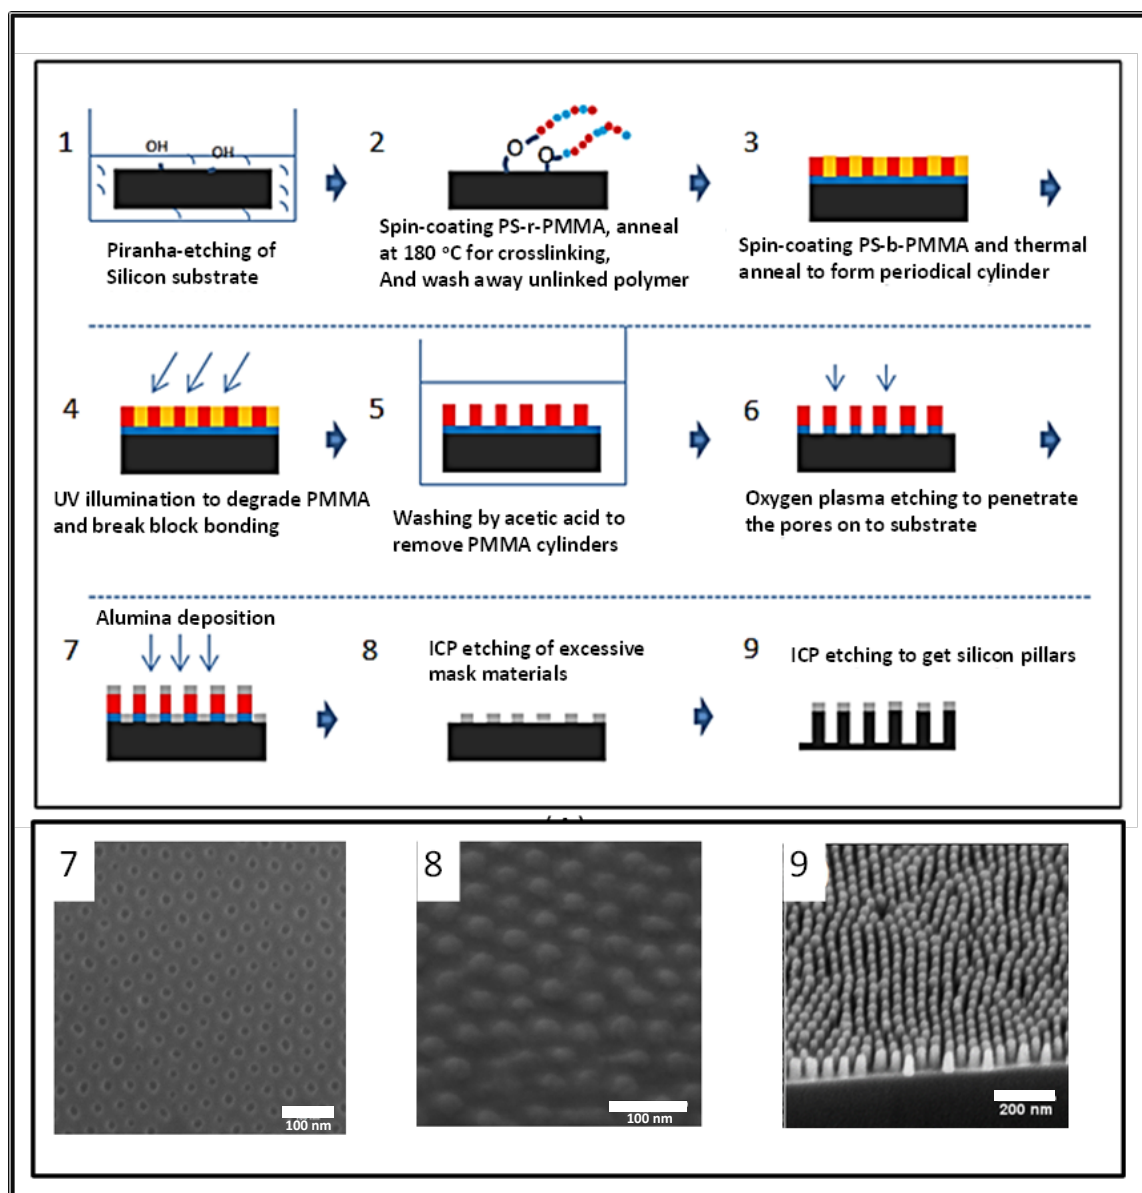 1
OH
OH
Piranha-etching of
Silicon substrate
2
O
O
Spin-coating PS-r-PMMA, anneal
at 180 °C for crosslinking,
And wash away unlinked polymer
3
Spin-coating PS-b-PMMA and thermal
anneal to form periodical cylinder
4
UV illumination to degrade PMMA
and break block bonding
5
Washing by acetic acid to
remove PMMA cylinders
6
Oxygen plasma etching to penetrate
the pores on to substrate
7
Alumina deposition
8
ICP etching of excessive
mask materials
9
ICP etching to get silicon pillars
7
100 nm
8
100 nm
9
200 nm